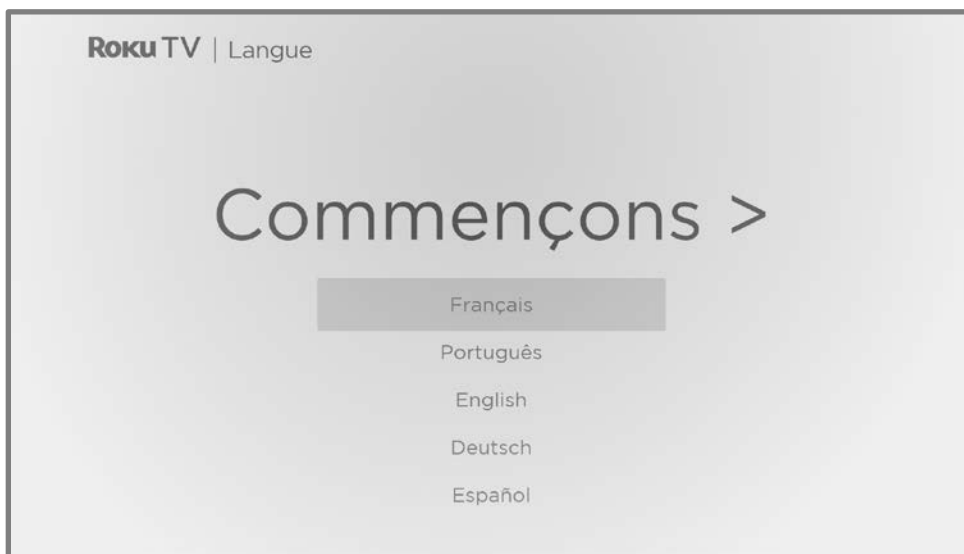 Roku TV | Langue
Commençons >
Français
Português
English
Deutsch
Español